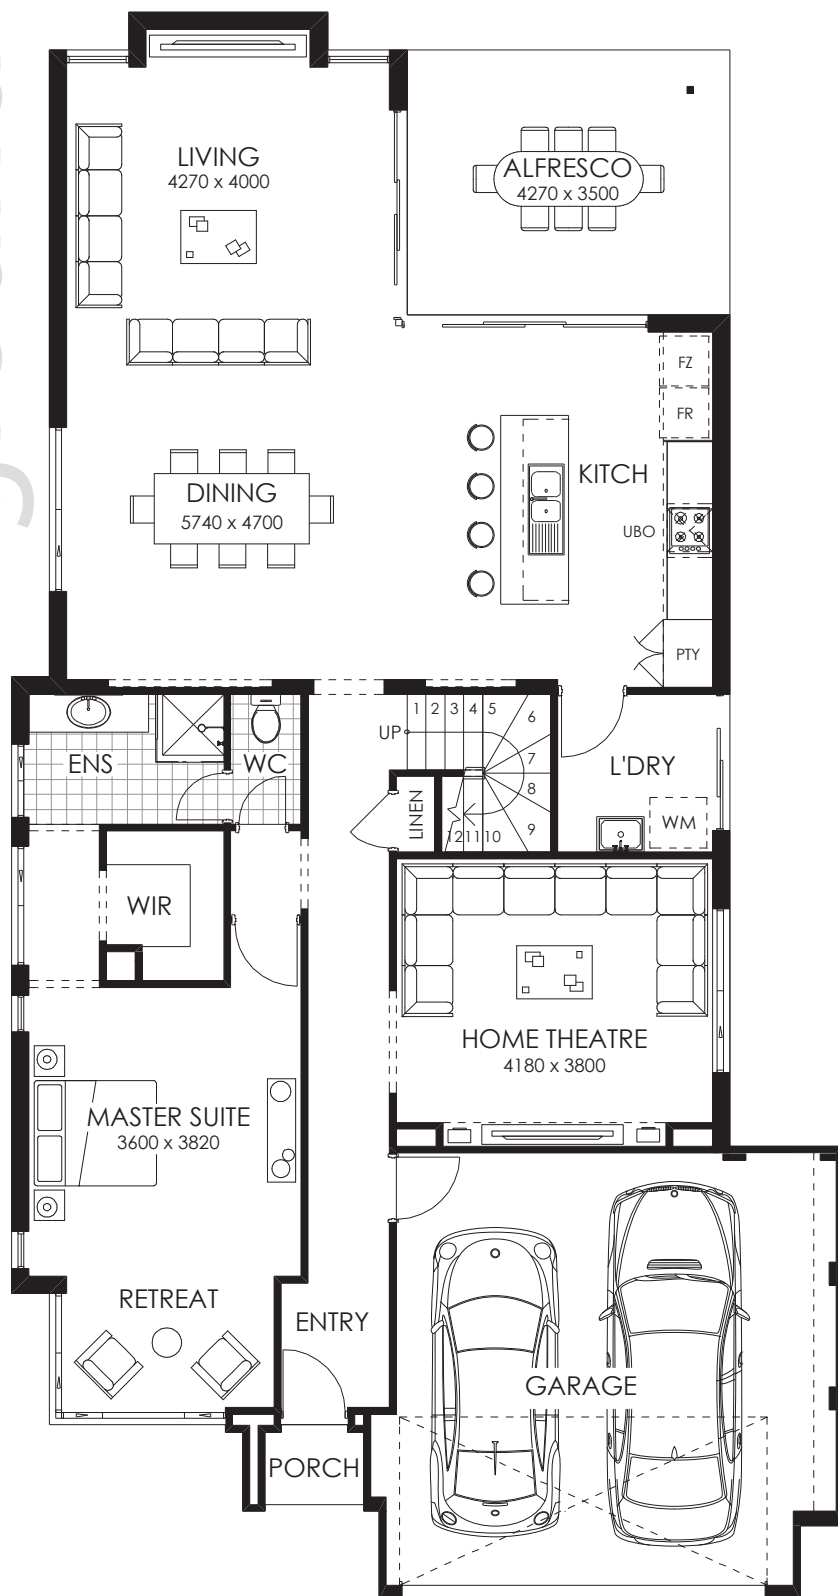 LIVING
4270 x 4000
ALFRESCO
4270 x 3500
FZ
FR
KITCH
DINING
5740 x 4700
UBO
PTY
1 2 3 4 5
6
UP
7
ENS
WC
L'DRY
8
LINEN
WM
12 11 10
9
WIR
HOME THEATRE
4180 x 3800
MASTER SUITE
3600 x 3820
RETREAT
ENTRY
GARAGE
PORCH